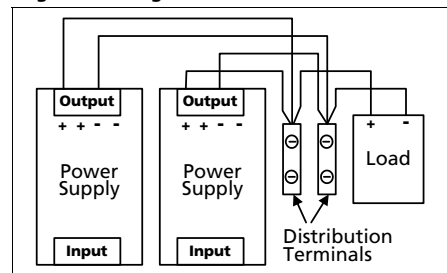 Output
+ + - -
Power
Supply
Input
Output
+ + - -
Power
Supply
Input
+ -
Load
Distribution
Terminals